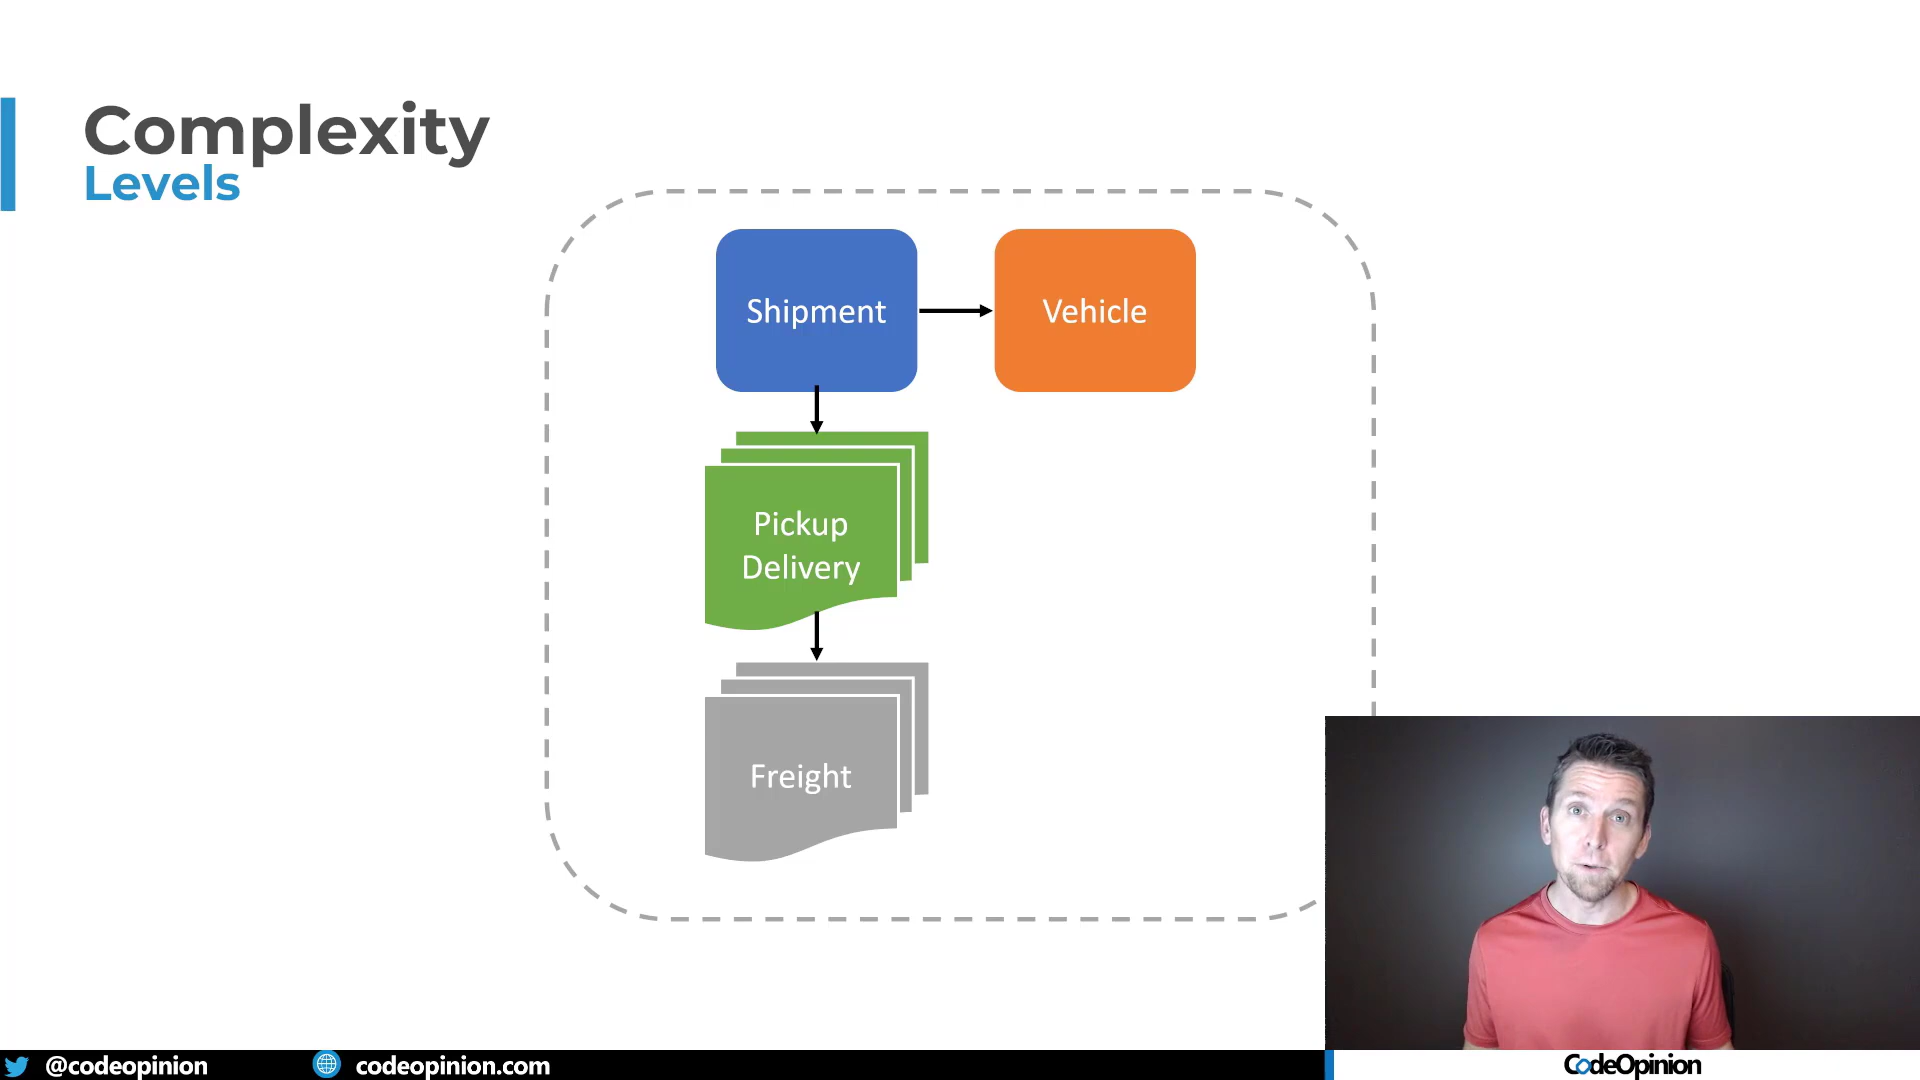 Complexity
Levels
Shipment
Vehicle
Pickup
Delivery
Freight
@codeopinion
codeopinion.com
CodeOpinion